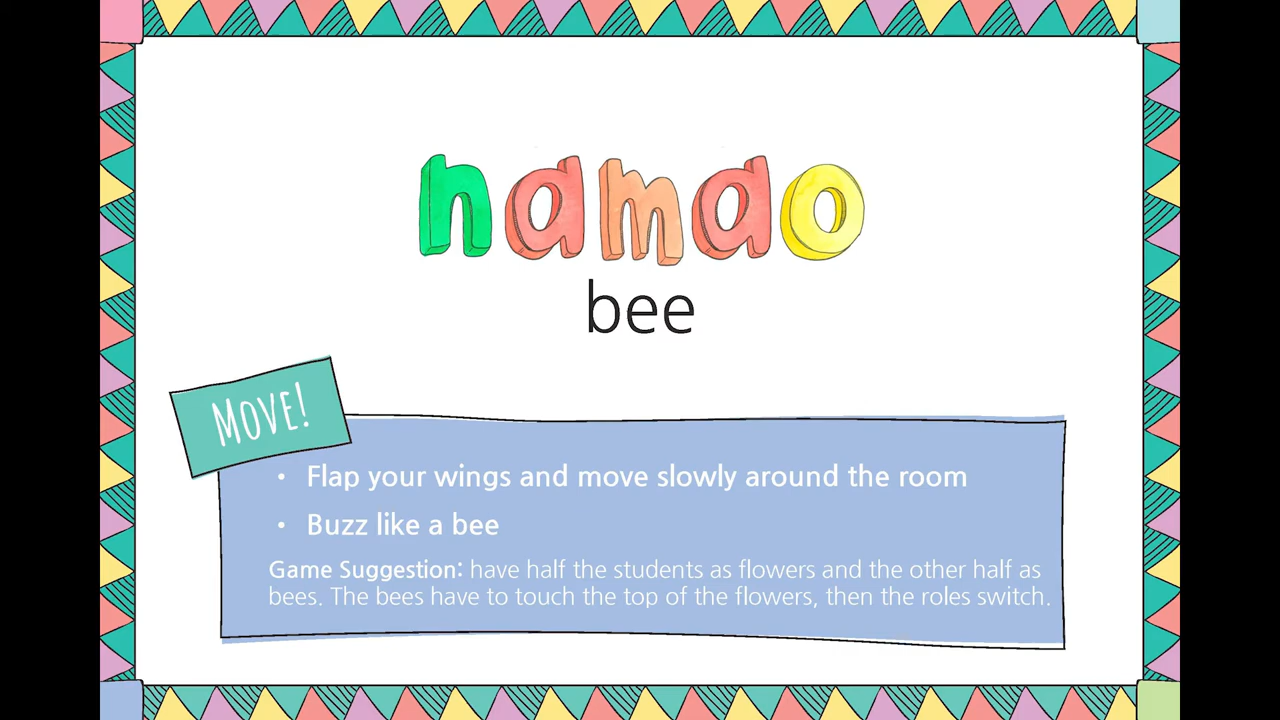 namao
bee
MOVE!
• Flap your wings and move slowly around the room
• Buzz like a bee
Game Suggestion: have half the students as flowers and the other half as
bees. The bees have to touch the top of the flowers, then the roles switch.